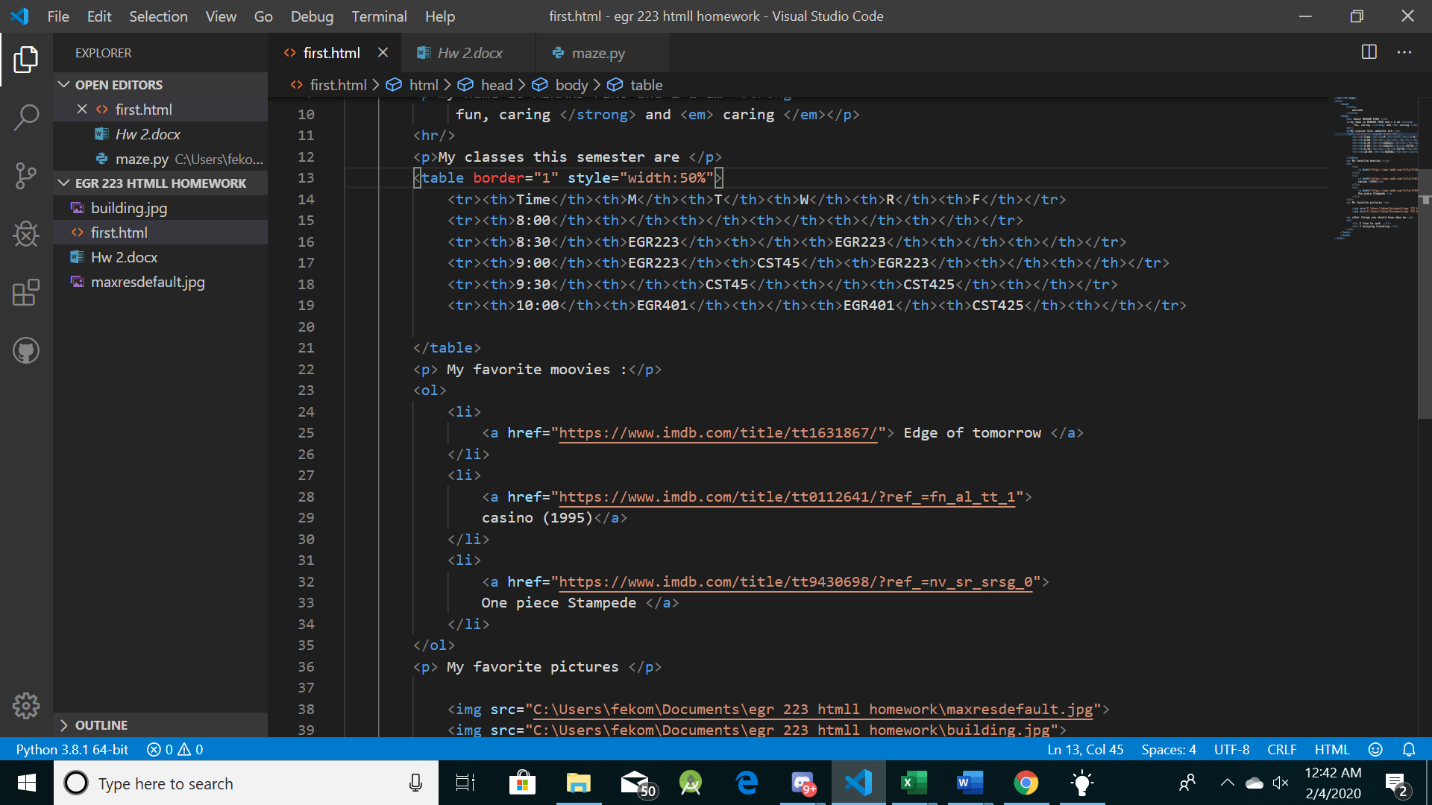 File Edit Selection View Go Debug Terminal Help
first.html - egr 223 htmll homework - Visual Studio Code
EXPLORER
OPEN EDITORS
first.html
Hw 2.docx
maze.py C:\Users\feko...
EGR 223 HTMLL HOMEWORK
building.jpg
first.html
Hw 2.docx
maxresdefault.jpg
OUTLINE
first.html Hw 2.docx maze.py
first.html > html > head > body > table
10 fun, caring </strong> and <em> caring </em></p>
11 <hr/>
12 <p>My classes this semester are </p>
13 <table border="1" style="width:50%">
14 <tr><th>Time</th><th>M</th><th>T</th><th>W</th><th>R</th><th>F</th></tr>
15 <tr><th>8:00</th><th></th><th></th><th></th><th></th><th></th></tr>
16 <tr><th>8:30</th><th>EGR223</th><th></th><th>EGR223</th><th></th><th></th></tr>
17 <tr><th>9:00</th><th>EGR223</th><th>CST45</th><th>EGR223</th><th></th><th></th></tr>
18 <tr><th>9:30</th><th></th><th>CST45</th><th></th><th>CST425</th><th></th></tr>
19 <tr><th>10:00</th><th>EGR401</th><th></th><th>EGR401</th><th>CST425</th><th></th></tr>
20
21 </table>
22 <p> My favorite moovies :</p>
23 <ol>
24 <li>
25 <a href="https://www.imdb.com/title/tt1631867/"> Edge of tomorrow </a>
26 </li>
27 <li>
28 <a href="https://www.imdb.com/title/tt0112641/?ref_=fn_al_tt_1">
29 casino (1995)</a>
30 </li>
31 <li>
32 <a href="https://www.imdb.com/title/tt9430698/?ref_=nv_sr_srsg_0">
33 One piece Stampede </a>
34 </li>
35 </ol>
36 <p> My favorite pictures </p>
37
38 <img src="C:\Users\fekom\Documents\egr 223 htmll homework\maxresdefault.jpg">
39 <img src="C:\Users\fekom\Documents\egr 223 htmll homework\building.jpg">
Python 3.8.1 64-bit 0 0 Ln 13, Col 45 Spaces: 4 UTF-8 CRLF HTML
Type here to search
50
9+
12:42 AM
2/4/2020
2